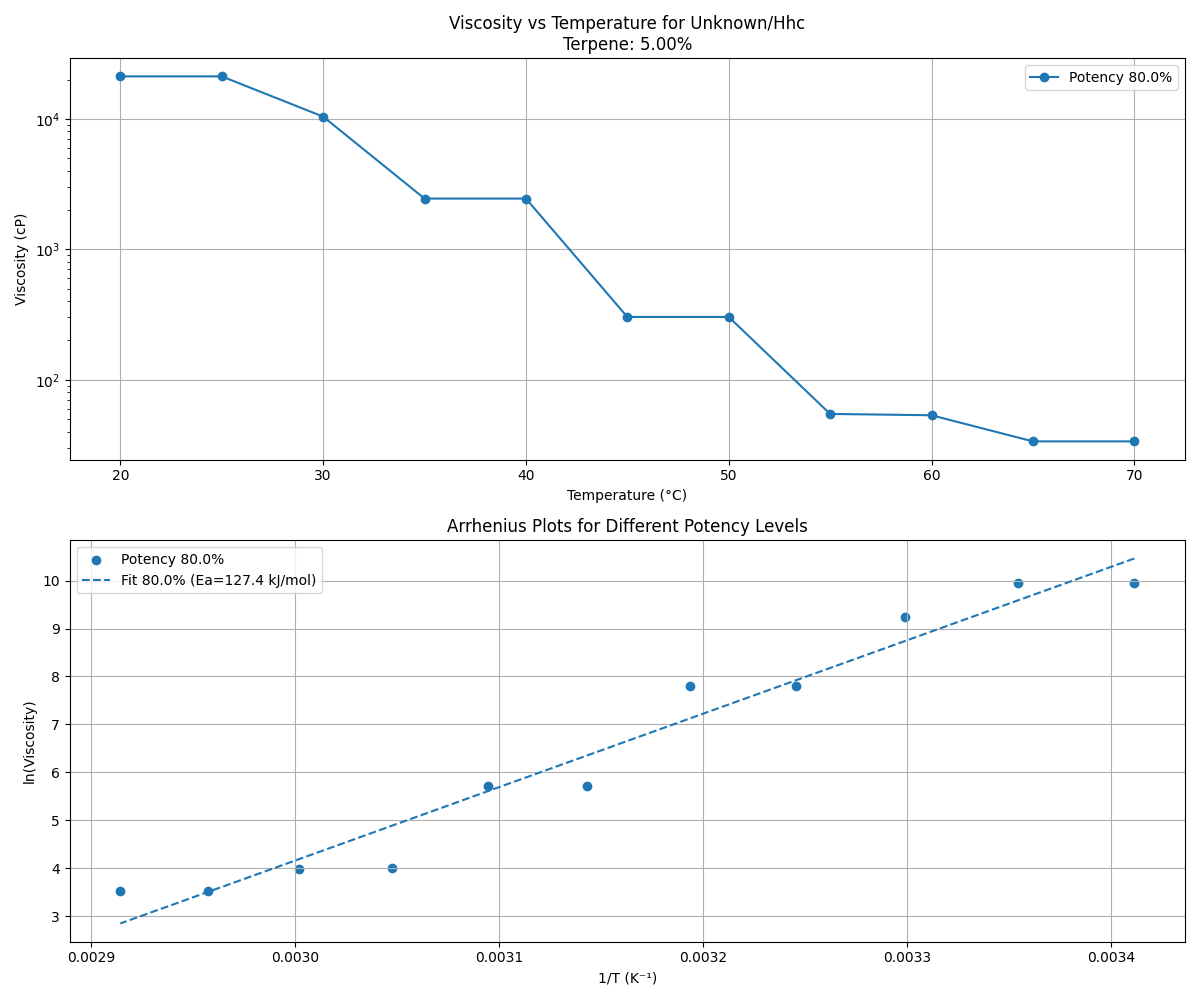 Viscosity vs Temperature for Unknown/Hhc
Terpene: 5.00%
Potency 80.0%
Viscosity (cP)
10⁴
10³
10²
20 30 40 50 60 70
Temperature (°C)
Arrhenius Plots for Different Potency Levels
Potency 80.0%
Fit 80.0% (Ea=127.4 kJ/mol)
ln(Viscosity)
10
9
8
7
6
5
4
3
0.0029 0.0030 0.0031 0.0032 0.0033 0.0034
1/T (K⁻¹)